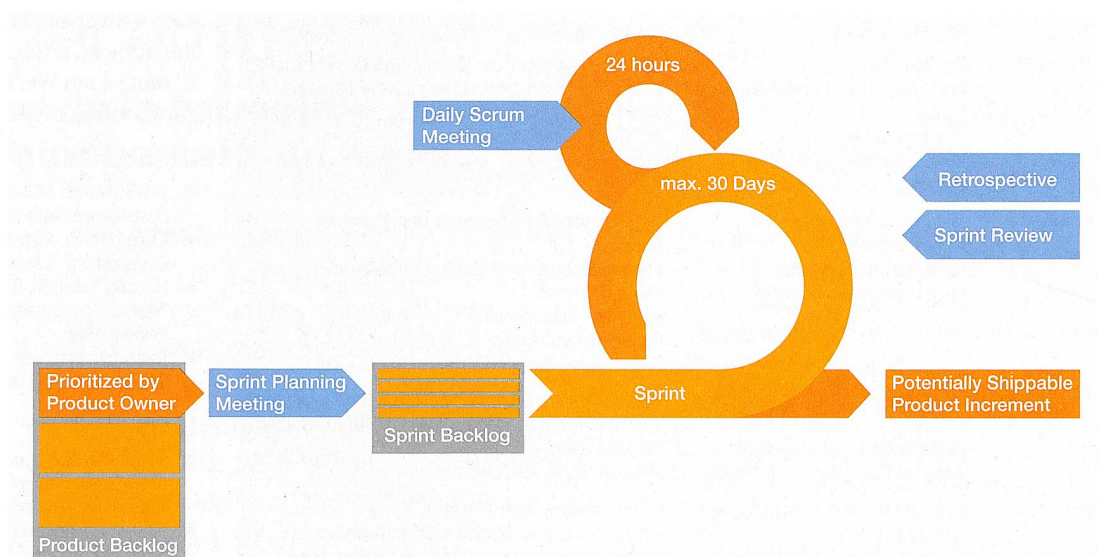 24 hours
Daily Scrum
Meeting
max. 30 Days
Retrospective
Sprint Review
Prioritized by
Product Owner
Sprint Planning
Meeting
Sprint Backlog
Sprint
Potentially Shippable
Product Increment
Product Backlog